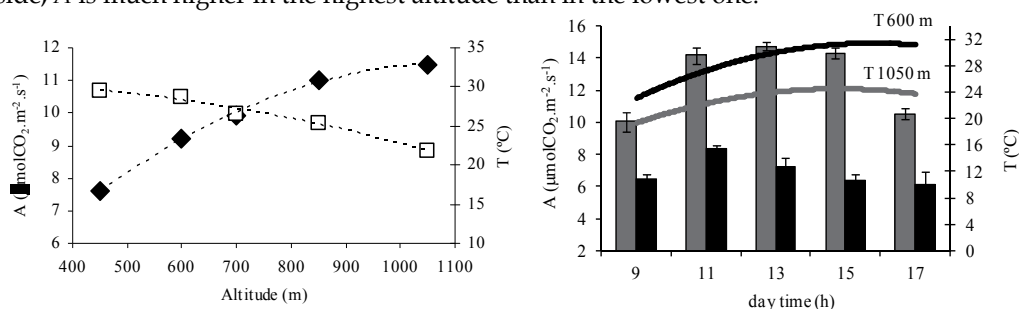 side, A is much higher in the highest altitude than in the lowest one.
12
11
10
9
8
7
6
A (molCO₂.m⁻².s⁻¹)
35
30
25
20
15
10
T (ºC)
400 500 600 700 800 900 1000 1100
Altitude (m)
16
14
12
10
8
6
4
2
A (µmolCO₂.m⁻².s⁻¹)
T 600 m
T 1050 m
32
28
24
20
16
12
8
4
0
T (ºC)
9 11 13 15 17
day time (h)